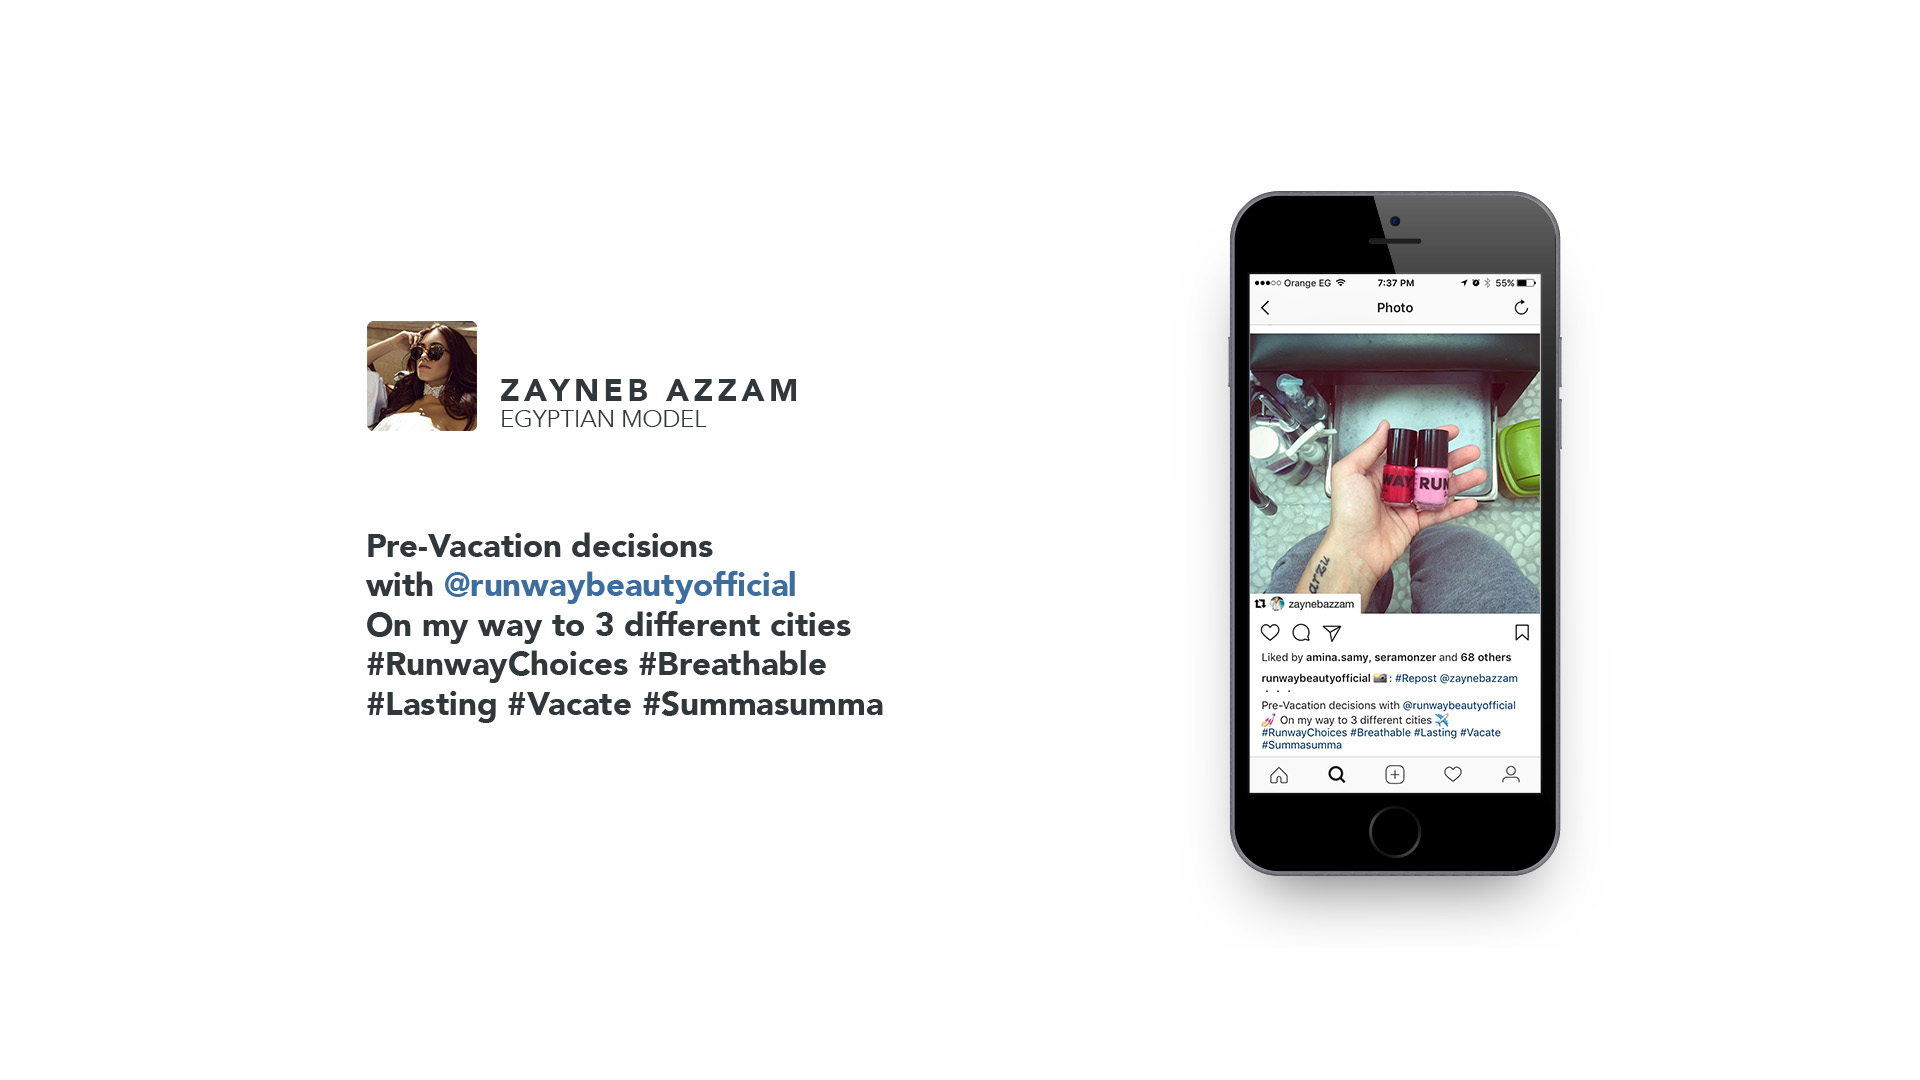 ZAYNEB AZZAM
EGYPTIAN MODEL
Pre-Vacation decisions
with @runwaybeautyofficial
On my way to 3 different cities
#RunwayChoices #Breathable
#Lasting #Vacate #Summasumma
Orange EG 7:37 PM 55%
Photo
WAY RUN
arzu
zaynebazzam
Liked by amina.samy, seramonzer and 68 others
runwaybeautyofficial 📸 : #Repost @zaynebazzam
. . .
Pre-Vacation decisions with @runwaybeautyofficial
💅 On my way to 3 different cities ✈️
#RunwayChoices #Breathable #Lasting #Vacate
#Summasumma